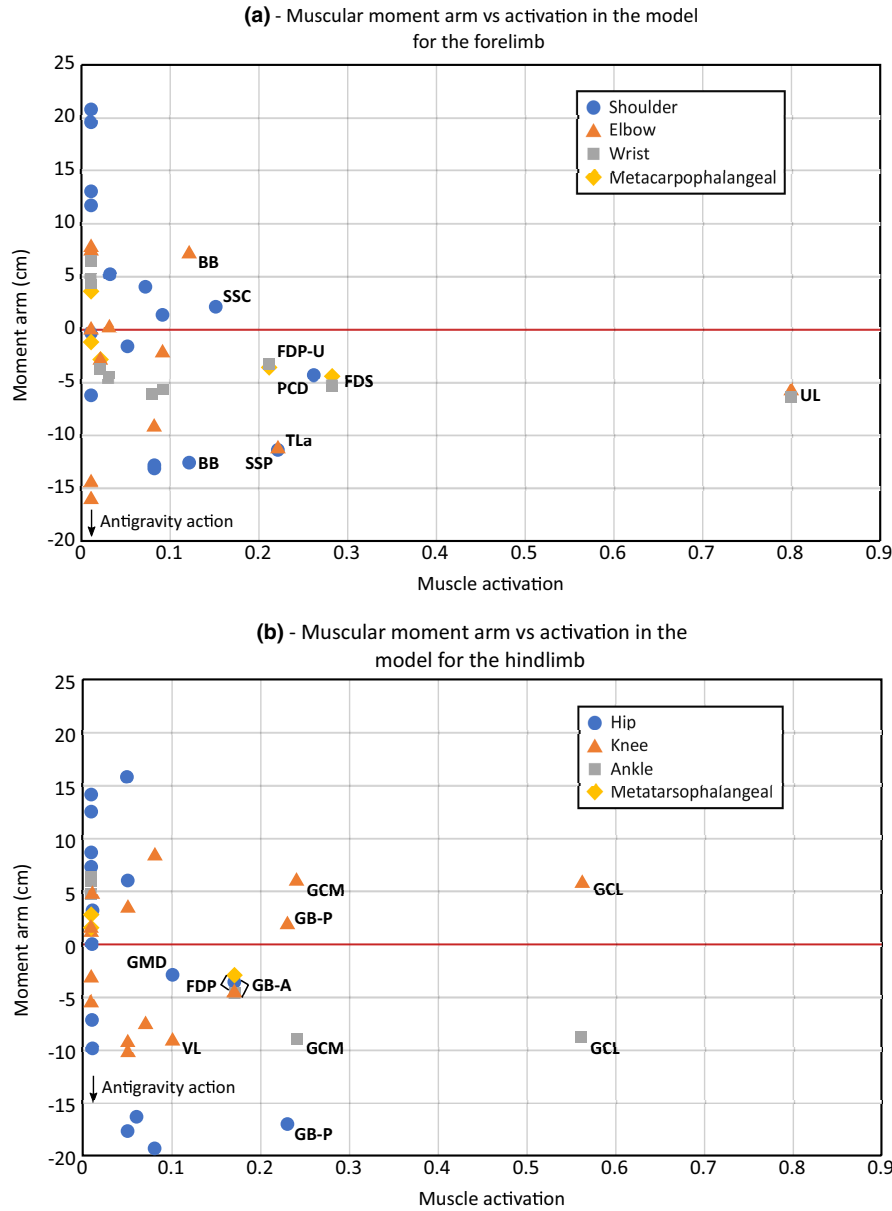 (a) - Muscular moment arm vs activation in the model
for the forelimb
25
20
15
10
5
0
-5
-10
-15
-20
Moment arm (cm)
Shoulder
Elbow
Wrist
Metacarpophalangeal
BB
SSC
FDP-U
PCD
FDS
UL
TLa
BB
SSP
Antigravity action
0
0.1
0.2
0.3
0.4
0.5
0.6
0.7
0.8
0.9
Muscle activation
(b) - Muscular moment arm vs activation in the
model for the hindlimb
25
20
15
10
5
0
-5
-10
-15
-20
Moment arm (cm)
Hip
Knee
Ankle
Metatarsophalangeal
GCM
GCL
GB-P
GMD
FDP
GB-A
VL
GCM
GCL
Antigravity action
GB-P
0
0.1
0.2
0.3
0.4
0.5
0.6
0.7
0.8
0.9
Muscle activation